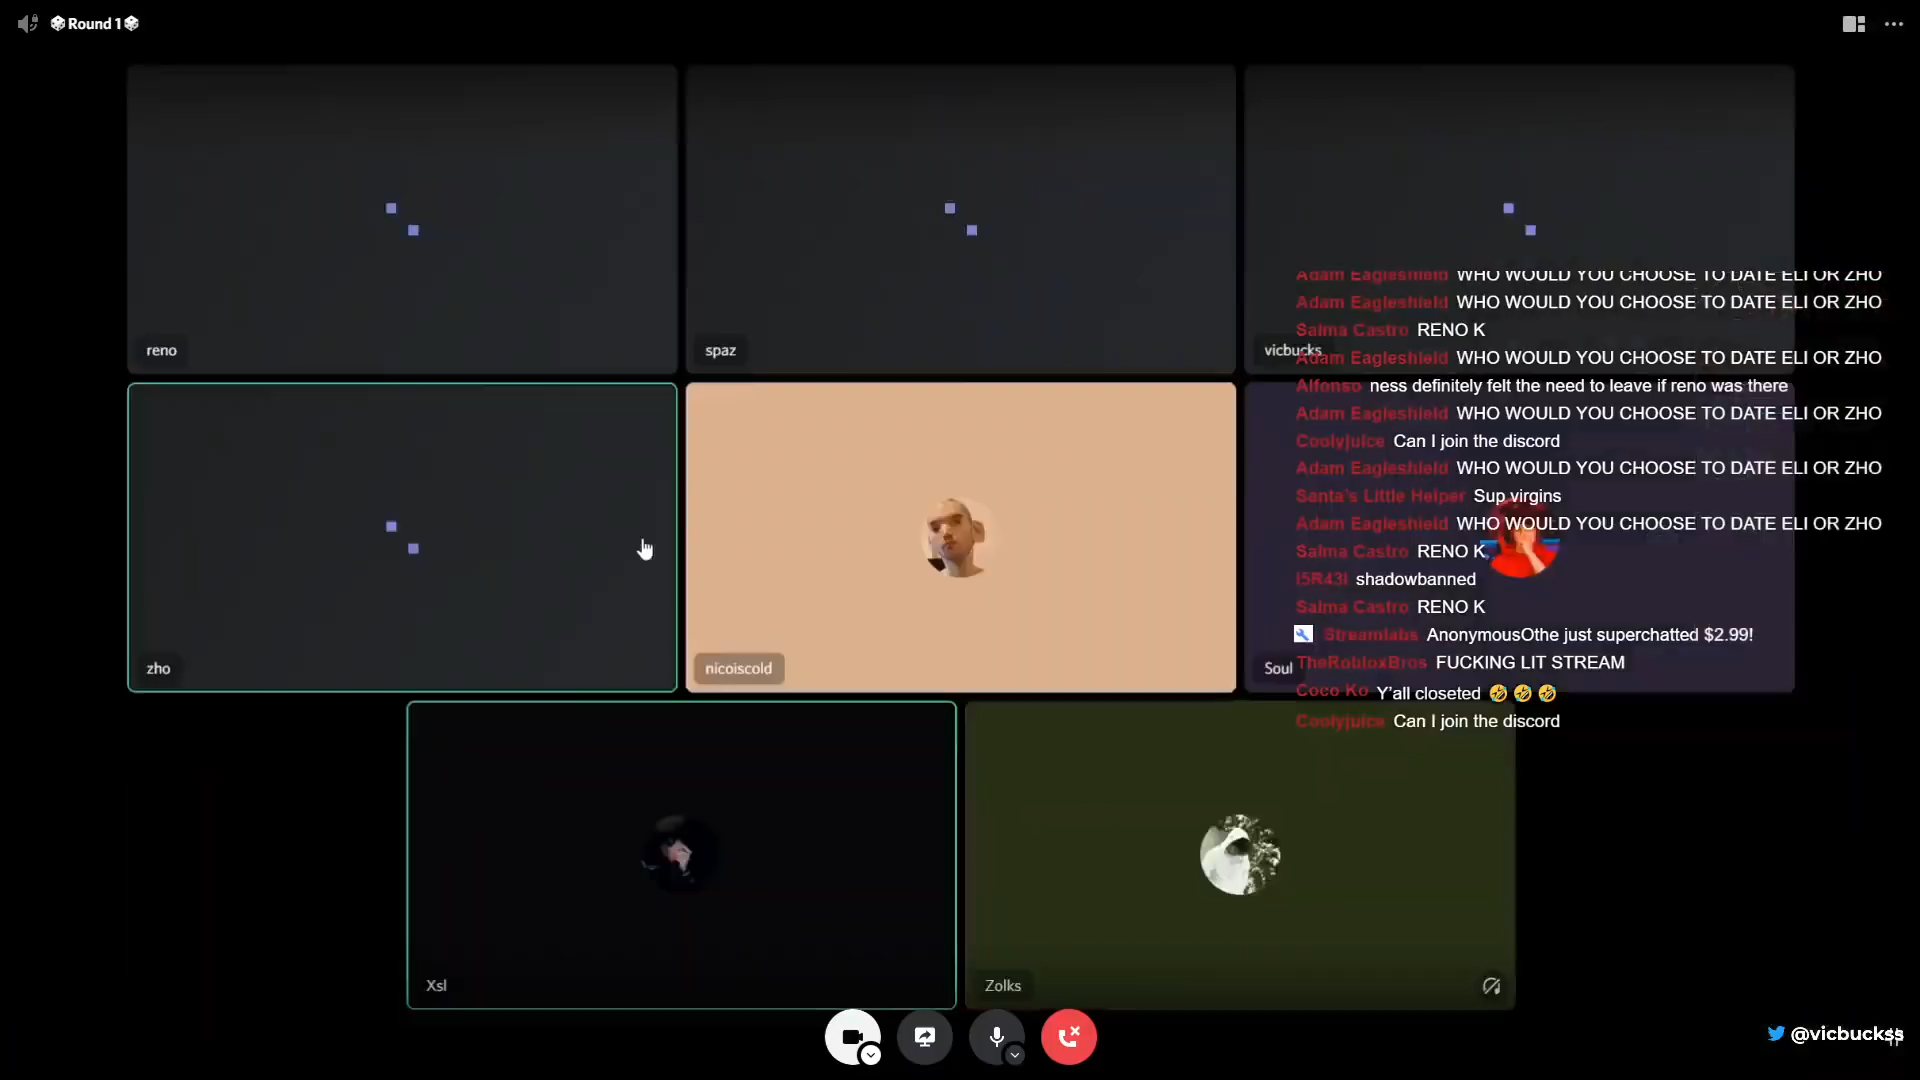 Round 1
reno
spaz
vicbucks
Adam Eagleshield WHO WOULD YOU CHOOSE TO DATE ELI OR ZHO
Adam Eagleshield WHO WOULD YOU CHOOSE TO DATE ELI OR ZHO
Salma Castro RENO K
Adam Eagleshield WHO WOULD YOU CHOOSE TO DATE ELI OR ZHO
Alfonso ness definitely felt the need to leave if reno was there
Adam Eagleshield WHO WOULD YOU CHOOSE TO DATE ELI OR ZHO
Coolyjuice Can I join the discord
Adam Eagleshield WHO WOULD YOU CHOOSE TO DATE ELI OR ZHO
Santa's Little Helper Sup virgins
Adam Eagleshield WHO WOULD YOU CHOOSE TO DATE ELI OR ZHO
Salma Castro RENO K
shadowbanned
Salma Castro RENO K
Streamlabs AnonymousOthe just superchatted $2.99!
TheRobloxBros FUCKING LIT STREAM
Coco Ko Y'all closeted 🤣🤣🤣
Coolyjuice Can I join the discord
zho
nicoiscold
Soul
Xsl
Zolks
@vicbuckss